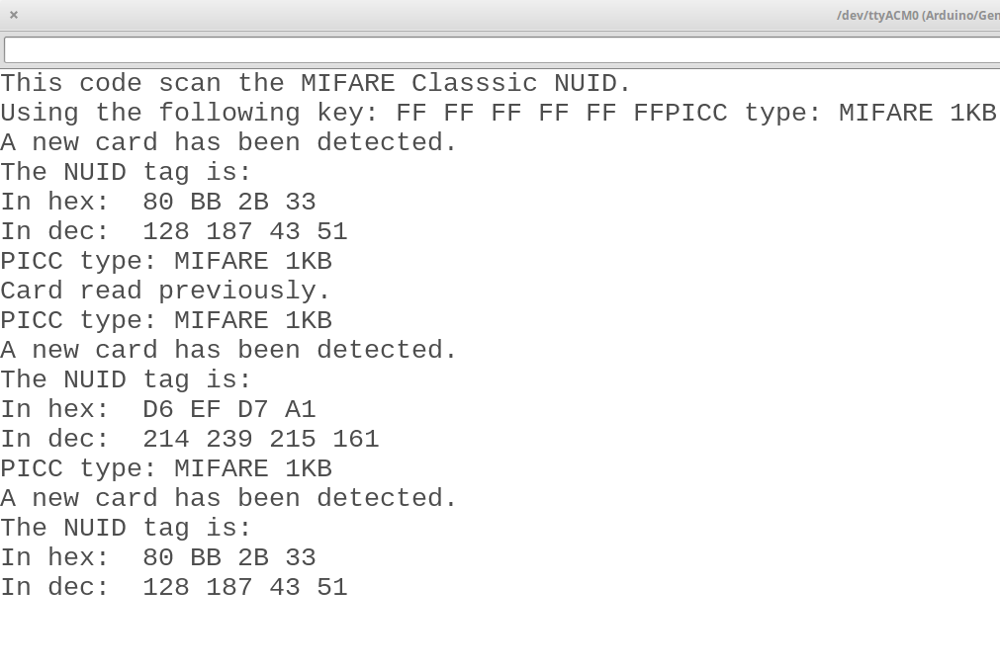 /dev/ttyACM0 (Arduino/Gen
This code scan the MIFARE Classsic NUID.
Using the following key: FF FF FF FF FF FFPICC type: MIFARE 1KB
A new card has been detected.
The NUID tag is:
In hex:  80 BB 2B 33
In dec:  128 187 43 51
PICC type: MIFARE 1KB
Card read previously.
PICC type: MIFARE 1KB
A new card has been detected.
The NUID tag is:
In hex:  D6 EF D7 A1
In dec:  214 239 215 161
PICC type: MIFARE 1KB
A new card has been detected.
The NUID tag is:
In hex:  80 BB 2B 33
In dec:  128 187 43 51